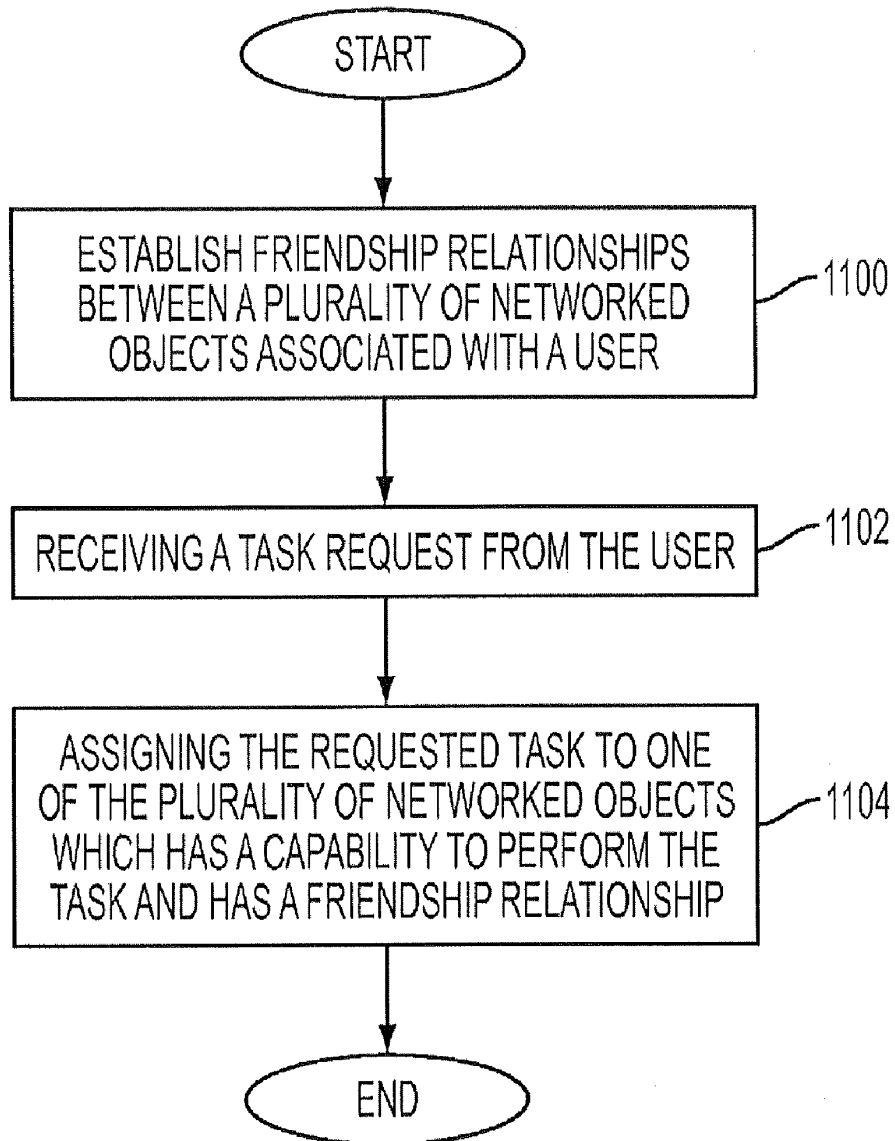 START
ESTABLISH FRIENDSHIP RELATIONSHIPS
BETWEEN A PLURALITY OF NETWORKED
OBJECTS ASSOCIATED WITH A USER
1100
RECEIVING A TASK REQUEST FROM THE USER
1102
ASSIGNING THE REQUESTED TASK TO ONE
OF THE PLURALITY OF NETWORKED OBJECTS
WHICH HAS A CAPABILITY TO PERFORM THE
TASK AND HAS A FRIENDSHIP RELATIONSHIP
1104
END